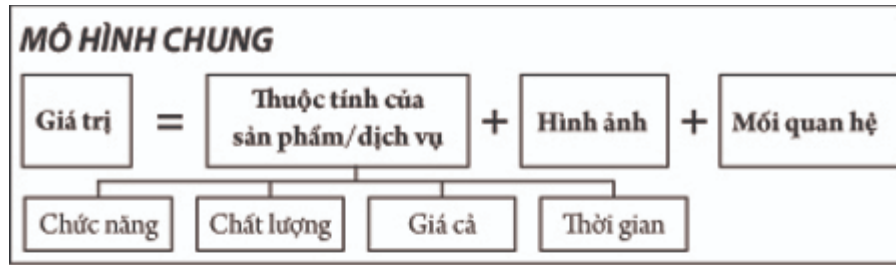 MÔ HÌNH CHUNG
Giá trị = Thuộc tính của sản phẩm/dịch vụ + Hình ảnh + Mối quan hệ
Chức năng Chất lượng Giá cả Thời gian